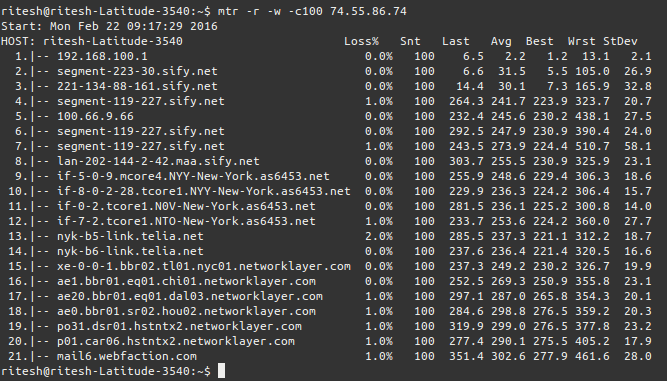 ritesh@ritesh-Latitude-3540:~$ mtr -r -w -c100 74.55.86.74
Start: Mon Feb 22 09:17:29 2016
HOST: ritesh-Latitude-3540 Loss% Snt Last Avg Best Wrst StDev
1.|-- 192.168.100.1 0.0% 100 6.5 2.2 1.2 13.1 2.1
2.|-- segment-223-30.sify.net 0.0% 100 6.6 31.5 5.5 105.0 26.9
3.|-- 221-134-88-161.sify.net 0.0% 100 14.4 30.1 7.3 165.9 32.8
4.|-- segment-119-227.sify.net 1.0% 100 264.3 241.7 223.9 323.7 20.7
5.|-- 100.66.9.66 0.0% 100 232.4 245.6 230.2 438.1 27.5
6.|-- segment-119-227.sify.net 0.0% 100 292.5 247.9 230.9 390.4 24.0
7.|-- segment-119-227.sify.net 1.0% 100 243.5 273.9 224.4 510.7 58.1
8.|-- lan-202-144-2-42.maa.sify.net 0.0% 100 303.7 255.5 230.9 325.9 23.1
9.|-- if-5-0-9.mcore4.NYY-New-York.as6453.net 0.0% 100 255.9 248.6 229.4 306.3 18.6
10.|-- if-8-0-2-28.tcore1.NYY-New-York.as6453.net 0.0% 100 229.9 236.3 224.2 306.4 15.7
11.|-- if-0-2.tcore1.N0V-New-York.as6453.net 0.0% 100 281.5 236.1 225.2 300.8 14.0
12.|-- if-7-2.tcore1.NTO-New-York.as6453.net 1.0% 100 233.7 253.6 224.2 360.0 27.7
13.|-- nyk-b5-link.telia.net 2.0% 100 285.5 237.3 221.1 312.2 18.7
14.|-- nyk-b6-link.telia.net 0.0% 100 237.6 236.4 221.4 320.5 16.6
15.|-- xe-0-0-1.bbr02.tl01.nyc01.networklayer.com 0.0% 100 237.3 249.2 230.2 326.7 19.9
16.|-- ae1.bbr01.eq01.chi01.networklayer.com 0.0% 100 252.5 269.3 250.9 355.8 23.1
17.|-- ae20.bbr01.eq01.dal03.networklayer.com 1.0% 100 297.1 287.0 265.8 354.3 20.1
18.|-- ae0.bbr01.sr02.hou02.networklayer.com 1.0% 100 284.6 298.8 276.5 359.2 20.3
19.|-- po31.dsr01.hstntx2.networklayer.com 1.0% 100 319.9 299.0 276.5 377.8 23.2
20.|-- p01.car06.hstntx2.networklayer.com 1.0% 100 277.4 290.1 275.5 405.2 17.9
21.|-- mail6.webfaction.com 1.0% 100 351.4 302.6 277.9 461.6 28.0
ritesh@ritesh-Latitude-3540:~$